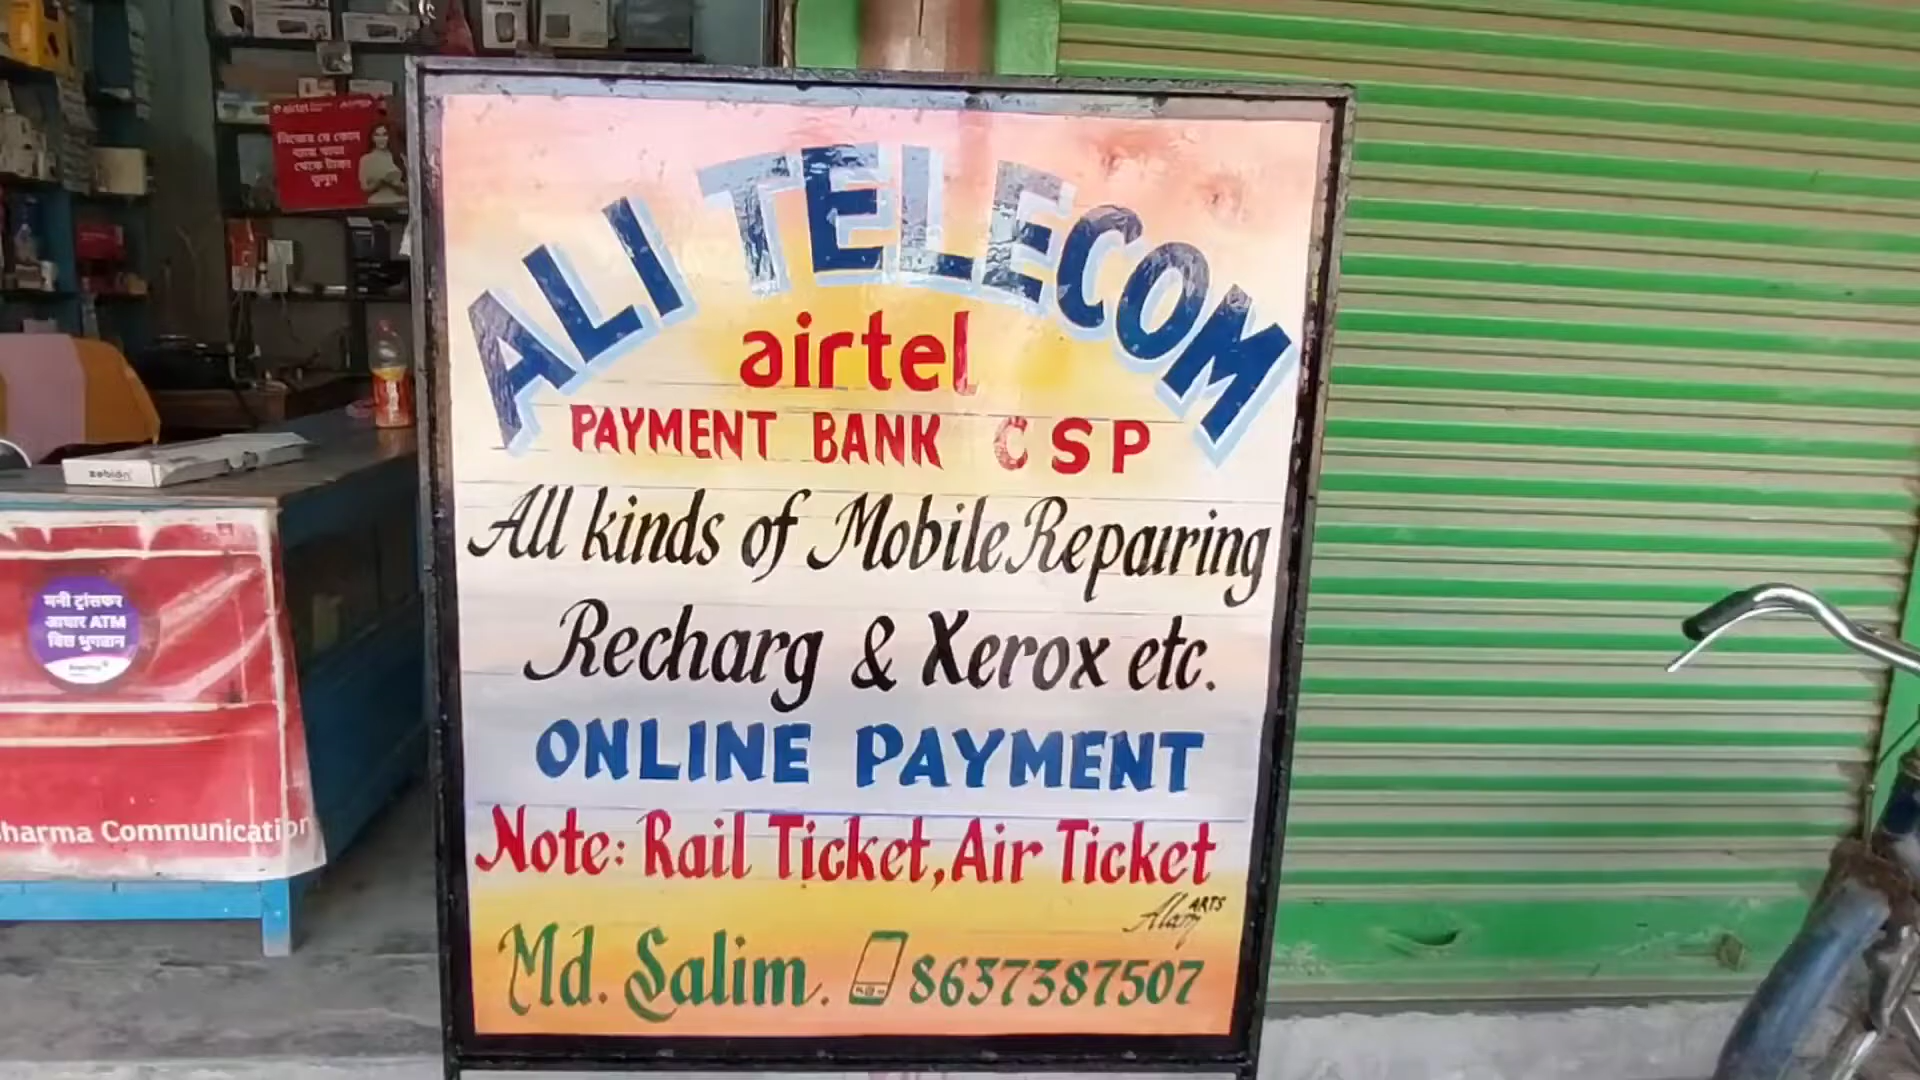 ALI TELECOM
airtel
PAYMENT BANK CSP
All kinds of Mobile Repairing
Recharg & Xerox etc.
ONLINE PAYMENT
Note: Rail Ticket, Air Ticket
Alam ARTS
Md. Salim. 8637387507
airtel
নিজের যে কোন
ব্যাঙ্ক খাতা
থেকে টাকা
তুলুন
zebion
मनी ट्रांसफर
आधार ATM
बिल भुगतान
Sharma Communication